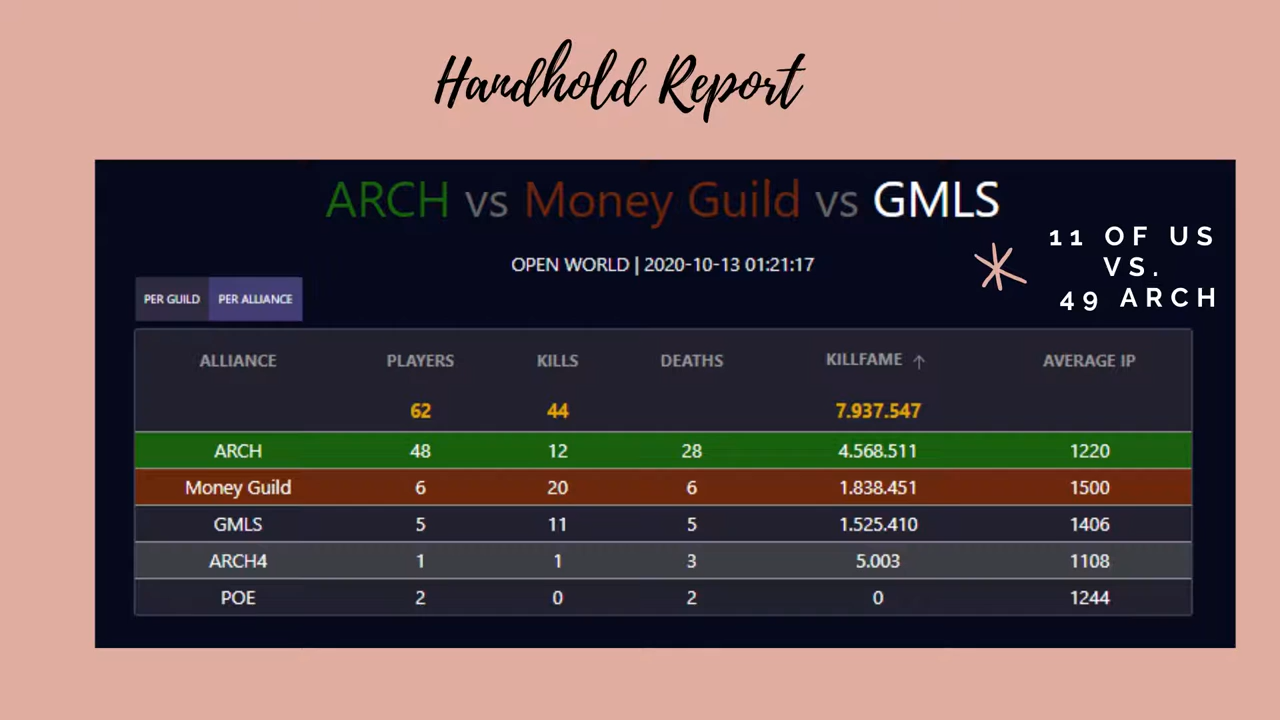 Handhold Report
ARCH vs Money Guild vs GMLS
11 OF US
VS.
49 ARCH
OPEN WORLD | 2020-10-13 01:21:17
PER GUILD PER ALLIANCE
ALLIANCE PLAYERS KILLS DEATHS KILLFAME ↑ AVERAGE IP
62 44 7.937.547
ARCH 48 12 28 4.568.511 1220
Money Guild 6 20 6 1.838.451 1500
GMLS 5 11 5 1.525.410 1406
ARCH4 1 1 3 5.003 1108
POE 2 0 2 0 1244